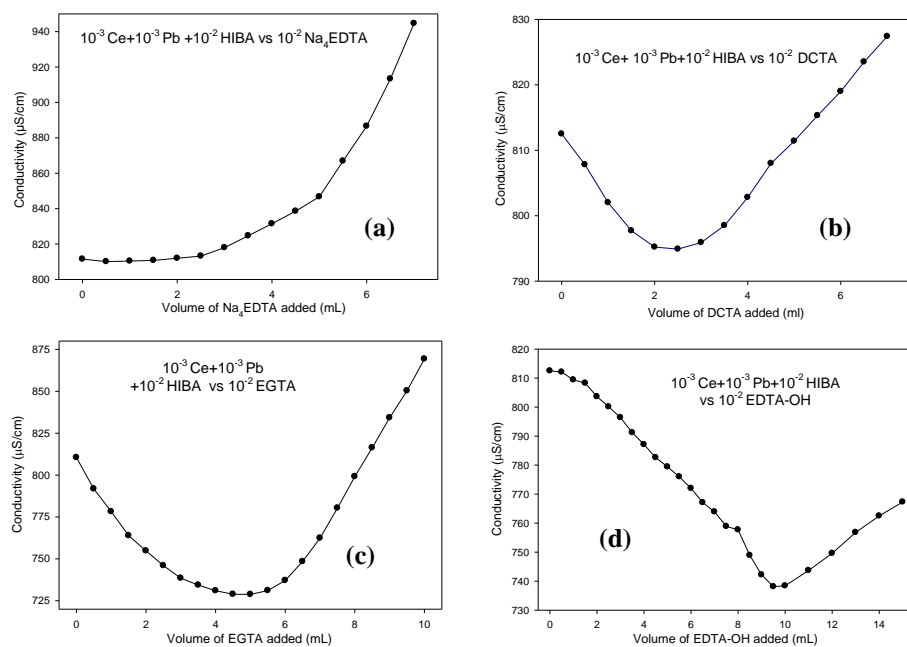 10⁻³ Ce+10⁻³ Pb +10⁻² HIBA vs 10⁻² Na₄EDTA
Conductivity (µS/cm)
940
920
900
880
860
840
820
800
(a)
0 2 4 6
Volume of Na₄EDTA added (mL)
10⁻³ Ce+ 10⁻³ Pb+10⁻² HIBA vs 10⁻² DCTA
Conductivity (µS/cm)
830
820
810
800
790
(b)
0 2 4 6
Volume of DCTA added (ml)
10⁻³ Ce+10⁻³ Pb
+10⁻² HIBA vs 10⁻² EGTA
Conductivity (µS/cm)
875
850
825
800
775
750
725
(c)
0 2 4 6 8 10
Volume of EGTA added (mL)
10⁻³ Ce+10⁻³ Pb+10⁻² HIBA
vs 10⁻² EDTA-OH
Conductivity (µS/cm)
820
810
800
790
780
770
760
750
740
730
(d)
0 2 4 6 8 10 12 14
Volume of EDTA-OH added (mL)